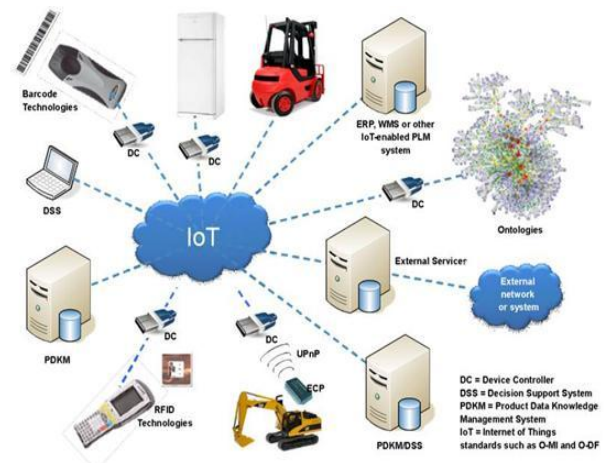 Barcode
Technologies
DC
DC
ERP, WMS or other
IoT-enabled PLM
system
DSS
DC
IoT
Ontologies
External Servicer
External
network
or system
PDKM
DC
DC
UPnP
ECP
RFID
Technologies
PDKM/DSS
DC = Device Controller
DSS = Decision Support System
PDKM = Product Data Knowledge
Management System
IoT = Internet of Things
standards such as O-MI and O-DF